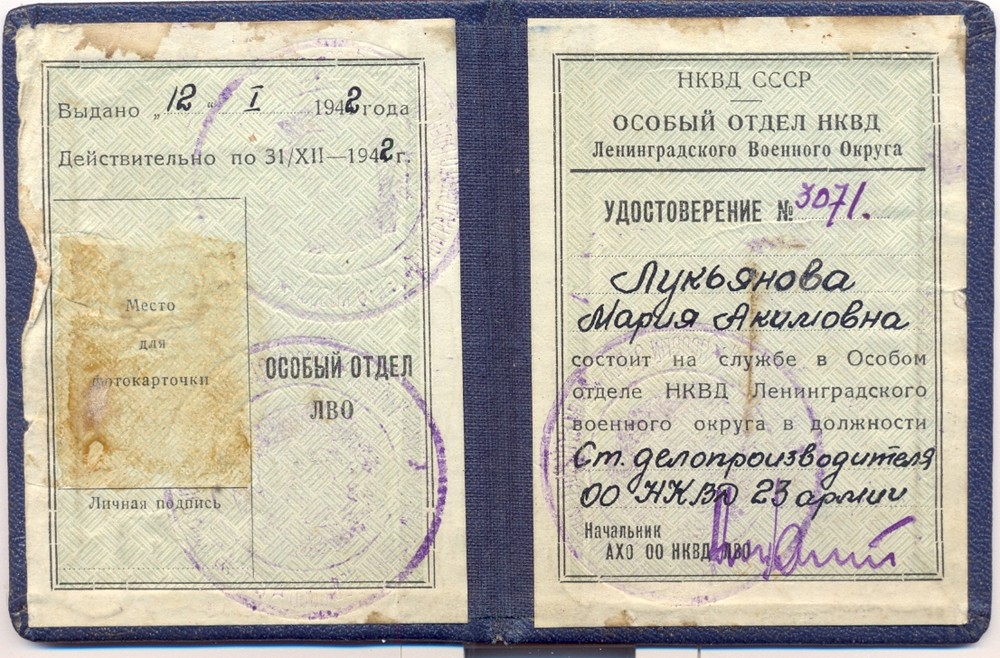 Выдано „12“ I 1942 года
Действительно по 31/XII—1942 г.
Место
для
фотокарточки
ОСОБЫЙ ОТДЕЛ
ЛВО
Личная подпись
НКВД СССР
ОСОБЫЙ ОТДЕЛ НКВД
Ленинградского Военного Округа
УДОСТОВЕРЕНИЕ № 3071.
Лукьянова
Мария Акимовна
состоит на службе в Особом
отделе НКВД Ленинградского
военного округа в должности
Ст. делопроизводителя
ОО НКВД 23 армии
Начальник
АХО ОО НКВД ЛВО